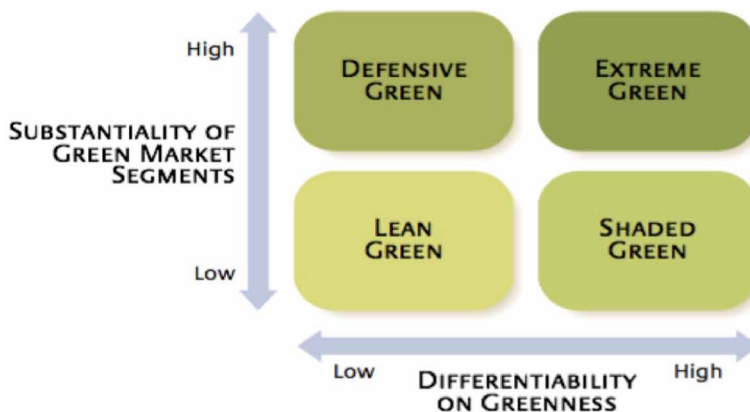 High
DEFENSIVE
GREEN
EXTREME
GREEN
SUBSTANTIALITY OF
GREEN MARKET
SEGMENTS
LEAN
GREEN
SHADED
GREEN
Low
Low
High
DIFFERENTIABILITY
ON GREENNESS